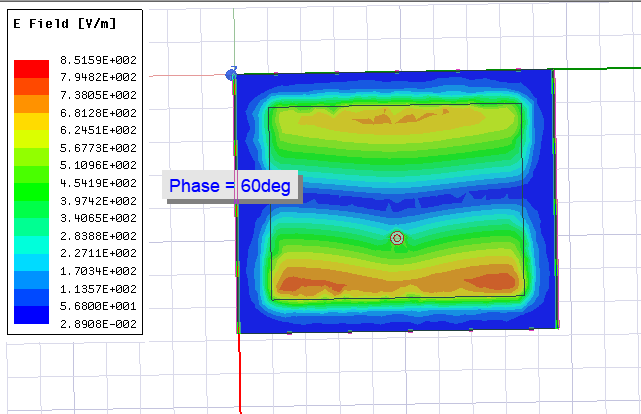 E Field [V/m]
8.5159E+002
7.9482E+002
7.3805E+002
6.8128E+002
6.2451E+002
5.6773E+002
5.1096E+002
4.5419E+002
3.9742E+002
3.4065E+002
2.8388E+002
2.2711E+002
1.7034E+002
1.1357E+002
5.6800E+001
2.8908E-002
Phase = 60deg